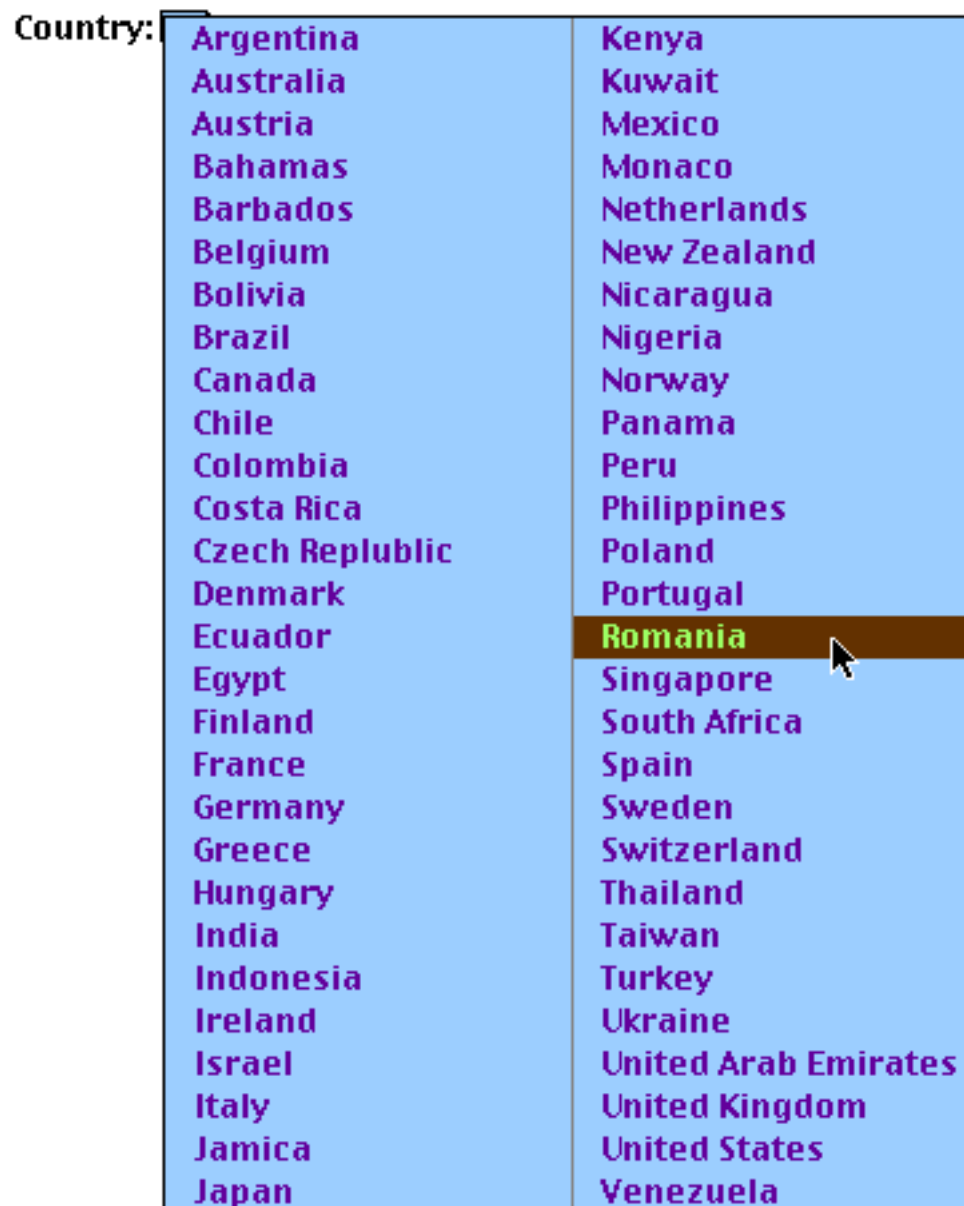 Country:
Argentina
Australia
Austria
Bahamas
Barbados
Belgium
Bolivia
Brazil
Canada
Chile
Colombia
Costa Rica
Czech Replublic
Denmark
Ecuador
Egypt
Finland
France
Germany
Greece
Hungary
India
Indonesia
Ireland
Israel
Italy
Jamica
Japan
Kenya
Kuwait
Mexico
Monaco
Netherlands
New Zealand
Nicaragua
Nigeria
Norway
Panama
Peru
Philippines
Poland
Portugal
Romania
Singapore
South Africa
Spain
Sweden
Switzerland
Thailand
Taiwan
Turkey
Ukraine
United Arab Emirates
United Kingdom
United States
Venezuela